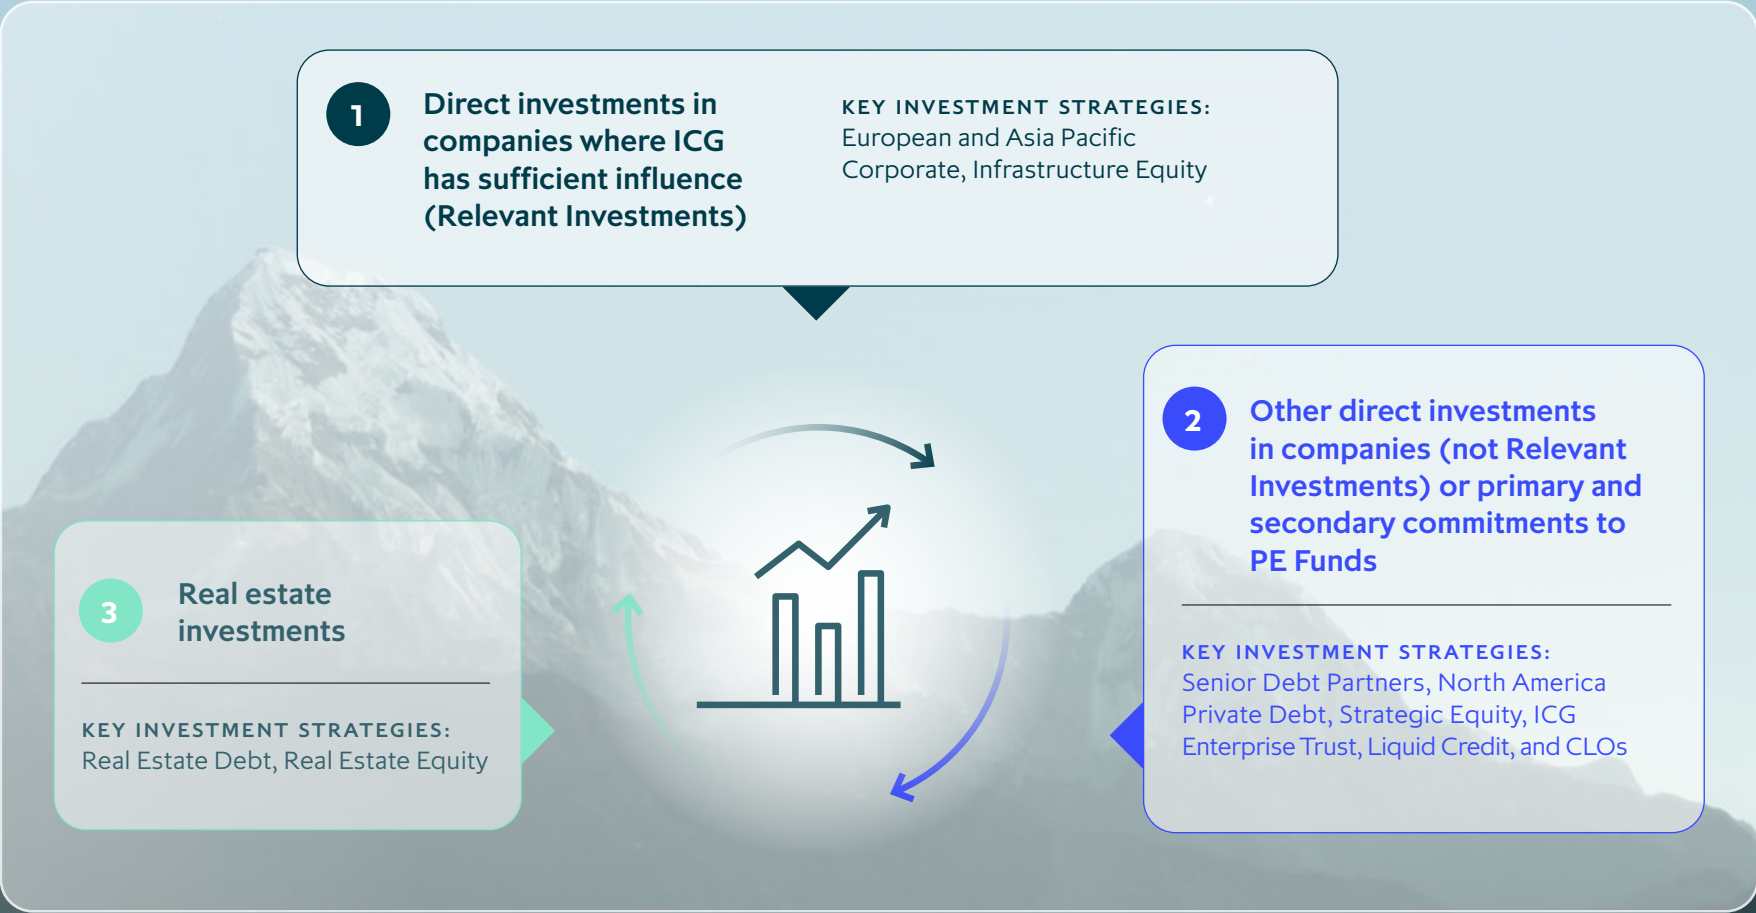 1
Direct investments in
companies where ICG
has sufficient influence
(Relevant Investments)
KEY INVESTMENT STRATEGIES:
European and Asia Pacific
Corporate, Infrastructure Equity
2
Other direct investments
in companies (not Relevant
Investments) or primary and
secondary commitments to
PE Funds
KEY INVESTMENT STRATEGIES:
Senior Debt Partners, North America
Private Debt, Strategic Equity, ICG
Enterprise Trust, Liquid Credit, and CLOs
3
Real estate
investments
KEY INVESTMENT STRATEGIES:
Real Estate Debt, Real Estate Equity